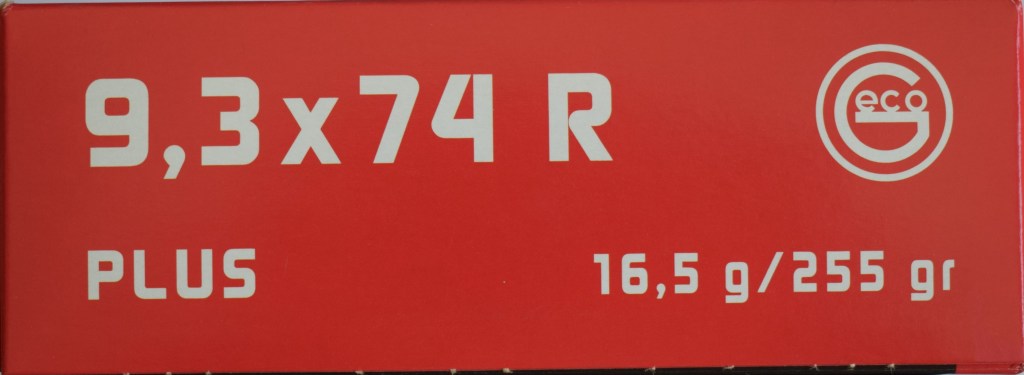 9,3x74 R
Geco
PLUS
16,5 g/255 gr